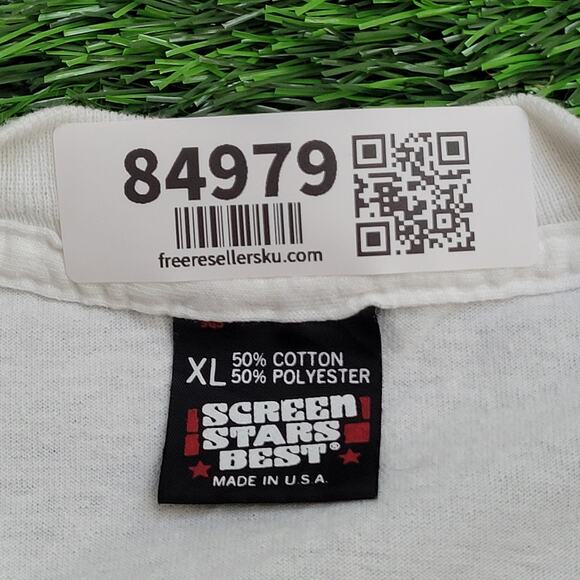 84979
freeresellersku.com
XL 50% COTTON
50% POLYESTER
SCREEN
STARS
BEST®
MADE IN U.S.A.